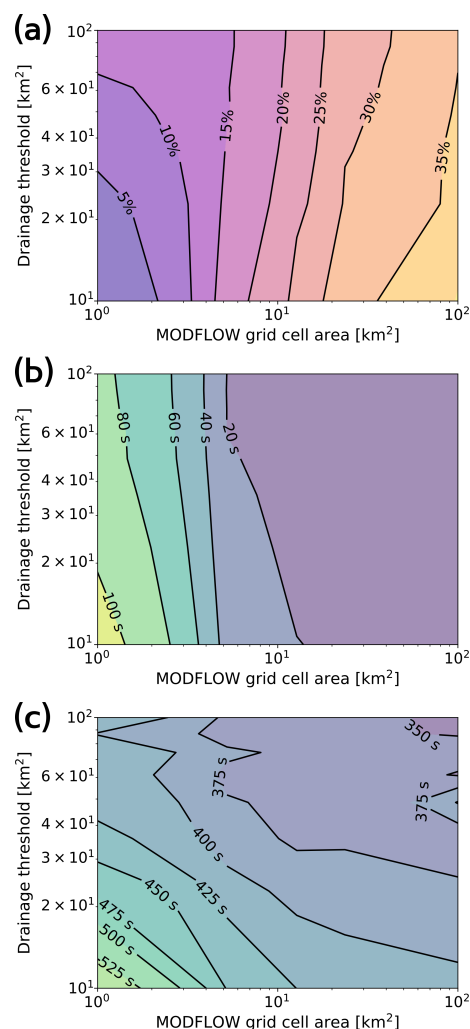 (a)
Drainage threshold [km²]
10²
6 × 10¹
4 × 10¹
3 × 10¹
2 × 10¹
10¹
5%
10%
15%
20%
25%
30%
35%
10⁰
10¹
10²
MODFLOW grid cell area [km²]
(b)
Drainage threshold [km²]
10²
6 × 10¹
4 × 10¹
3 × 10¹
2 × 10¹
10¹
100 s
80 s
60 s
40 s
20 s
10⁰
10¹
10²
MODFLOW grid cell area [km²]
(c)
Drainage threshold [km²]
10²
6 × 10¹
4 × 10¹
3 × 10¹
2 × 10¹
10¹
350 s
375 s
375 s
400 s
425 s
450 s
475 s
500 s
525 s
10⁰
10¹
10²
MODFLOW grid cell area [km²]